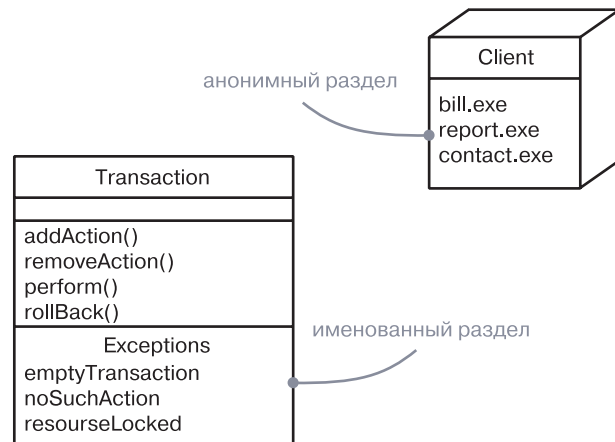 Client
анонимный раздел
bill.exe
report.exe
contact.exe
Transaction
addAction()
removeAction()
perform()
rollBack()
Exceptions
именованный раздел
emptyTransaction
noSuchAction
resourseLocked